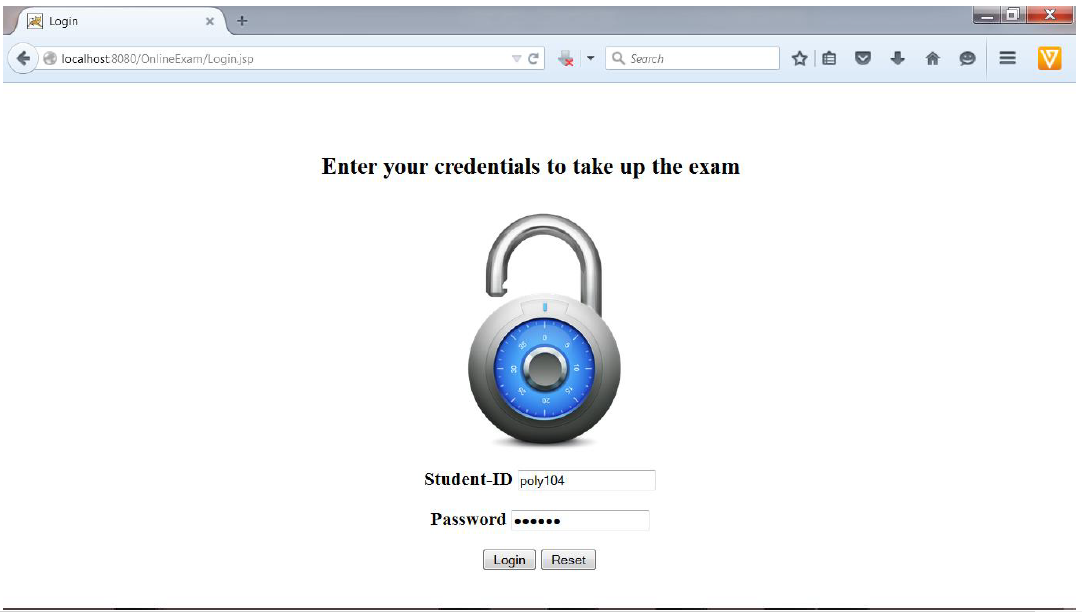 Login
localhost:8080/OnlineExam/Login.jsp
Search
Enter your credentials to take up the exam
0
5
10
15
20
25
30
35
Student-ID poly104
Password ••••••
Login Reset